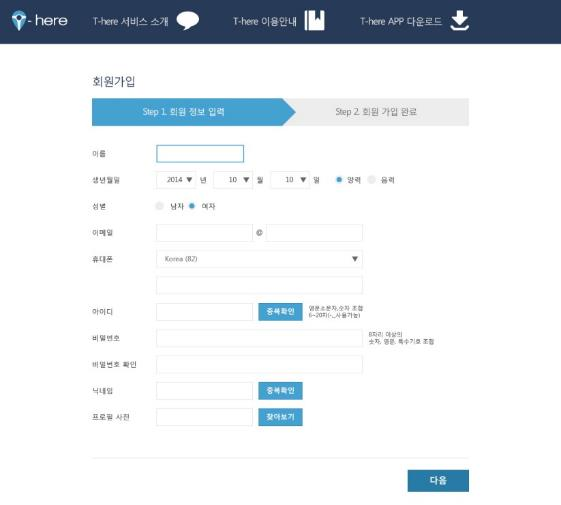 - here
T-here 서비스 소개
T-here 이용안내
T-here APP 다운로드
회원가입
Step 1. 회원 정보 입력
Step 2. 회원 가입 완료
이름
생년월일
2014 ▼ 년 10 ▼ 월 10 ▼ 일 양력 음력
성별
남자 여자
이메일
@
휴대폰
Korea (82) ▼
아이디
중복확인
영문소문자,숫자 조합
6~20자(-,_사용가능)
비밀번호
8자리 이상의
숫자, 영문, 특수기호 조합
비밀번호 확인
닉네임
중복확인
프로필 사진
찾아보기
다음